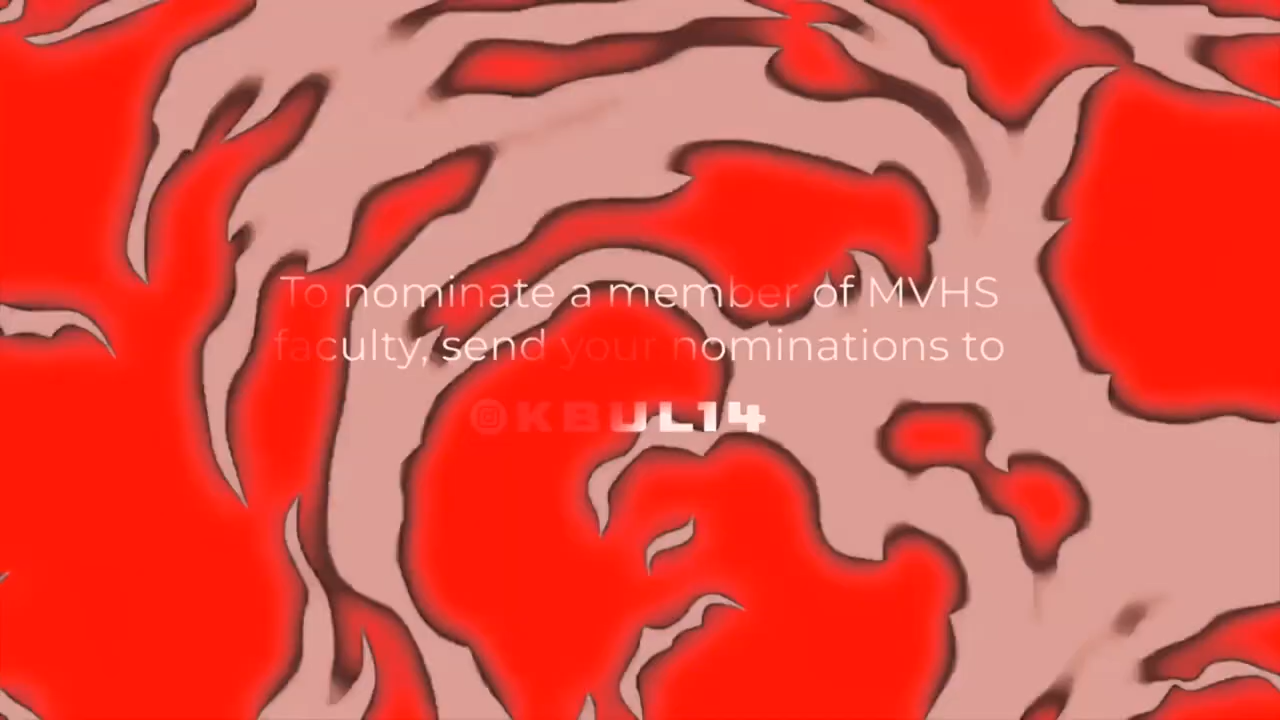 To nominate a member of MVHS
faculty, send your nominations to
@KBUL14